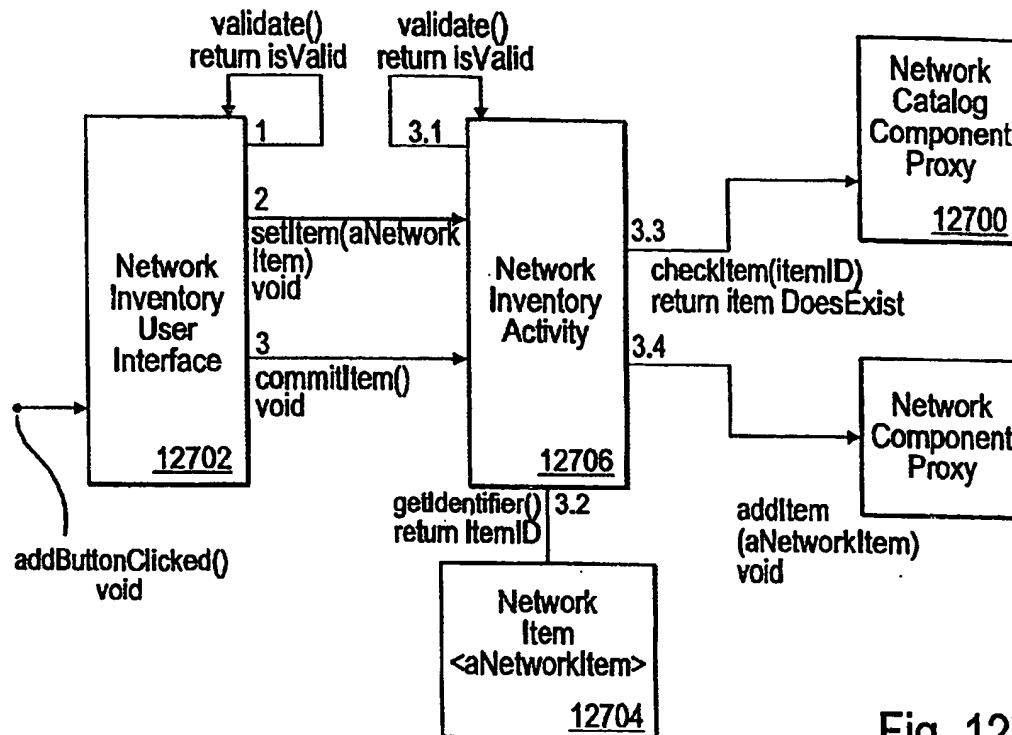 validate()
return isValid
validate()
return isValid
1
3.1
Network
Catalog
Component
Proxy
12700
2
setItem(aNetwork
Item)
void
3.3
checkItem(itemID)
return item DoesExist
Network
Inventory
User
Interface
12702
Network
Inventory
Activity
12706
3
commitItem()
void
3.4
Network
Component
Proxy
addButtonClicked()
void
getIdentifier()
return ItemID
3.2
addItem
(aNetworkItem)
void
Network
Item
<aNetworkItem>
12704
Fig. 12